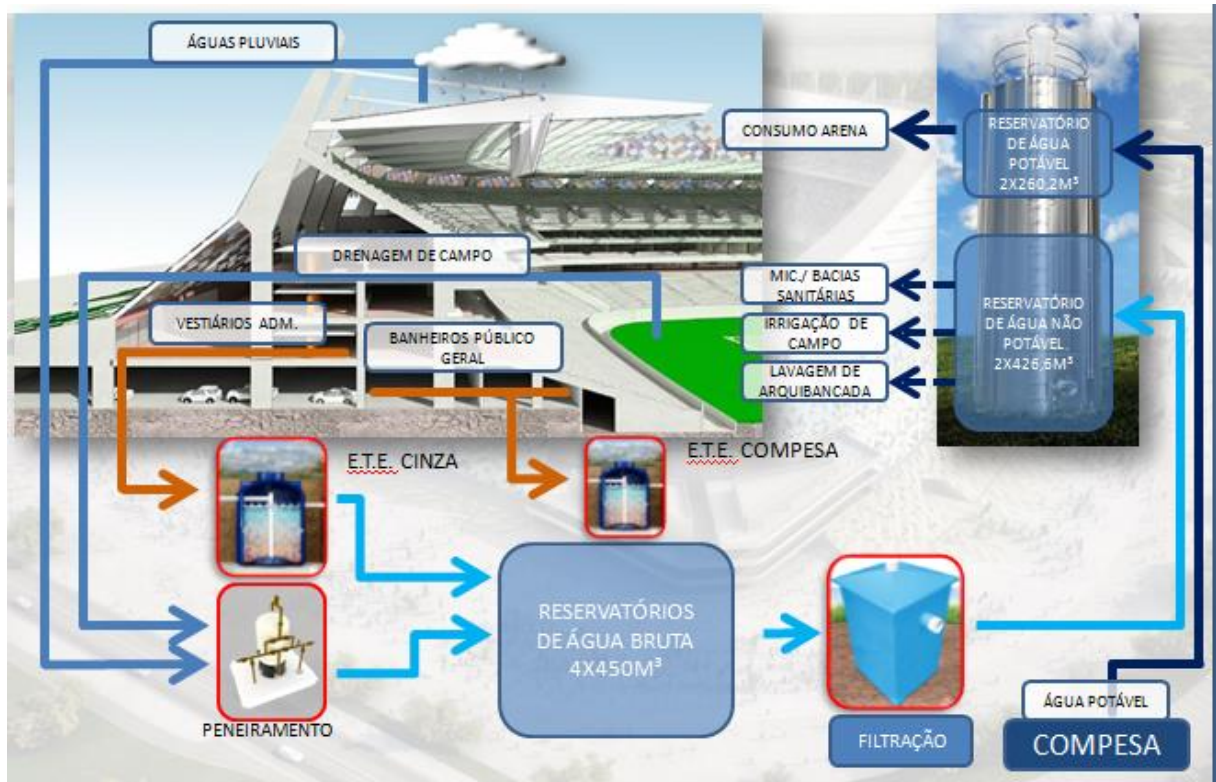 ÁGUAS PLUVIAIS
CONSUMO ARENA
RESERVATÓRIO
DE ÁGUA
POTÁVEL
2X260,2M³
DRENAGEM DE CAMPO
MIC./ BACIAS
SANITÁRIAS
RESERVATÓRIO
DE ÁGUA NÃO
POTÁVEL
2X426,6M³
VESTIÁRIOS ADM.
BANHEIROS PÚBLICO
GERAL
IRRIGAÇÃO DE
CAMPO
LAVAGEM DE
ARQUIBANCADA
E.T.E. CINZA
E.T.E. COMPESA
RESERVATÓRIOS
DE ÁGUA BRUTA
4X450M³
PENEIRAMENTO
FILTRAÇÃO
ÁGUA POTÁVEL
COMPESA